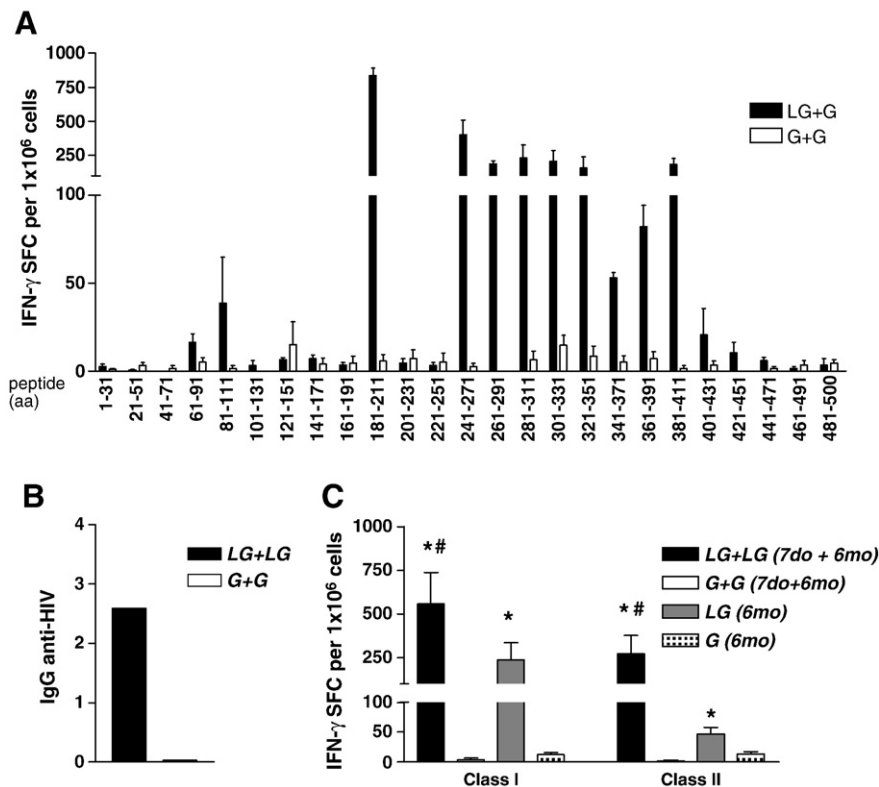 A
IFN-γ SFC per 1x10⁶ cells
1000
750
500
250
100
50
0
LG+G
G+G
peptide
(aa)
1-31
21-51
41-71
61-91
81-111
101-131
121-151
141-171
161-191
181-211
201-231
221-251
241-271
261-291
281-311
301-331
321-351
341-371
361-391
381-411
401-431
421-451
441-471
461-491
481-500
B
IgG anti-HIV
4
3
2
1
0
LG+LG
G+G
C
IFN-γ SFC per 1x10⁶ cells
1000
750
500
250
100
50
0
*#
*
*#
*
LG+LG (7do + 6mo)
G+G (7do+6mo)
LG (6mo)
G (6mo)
Class I
Class II